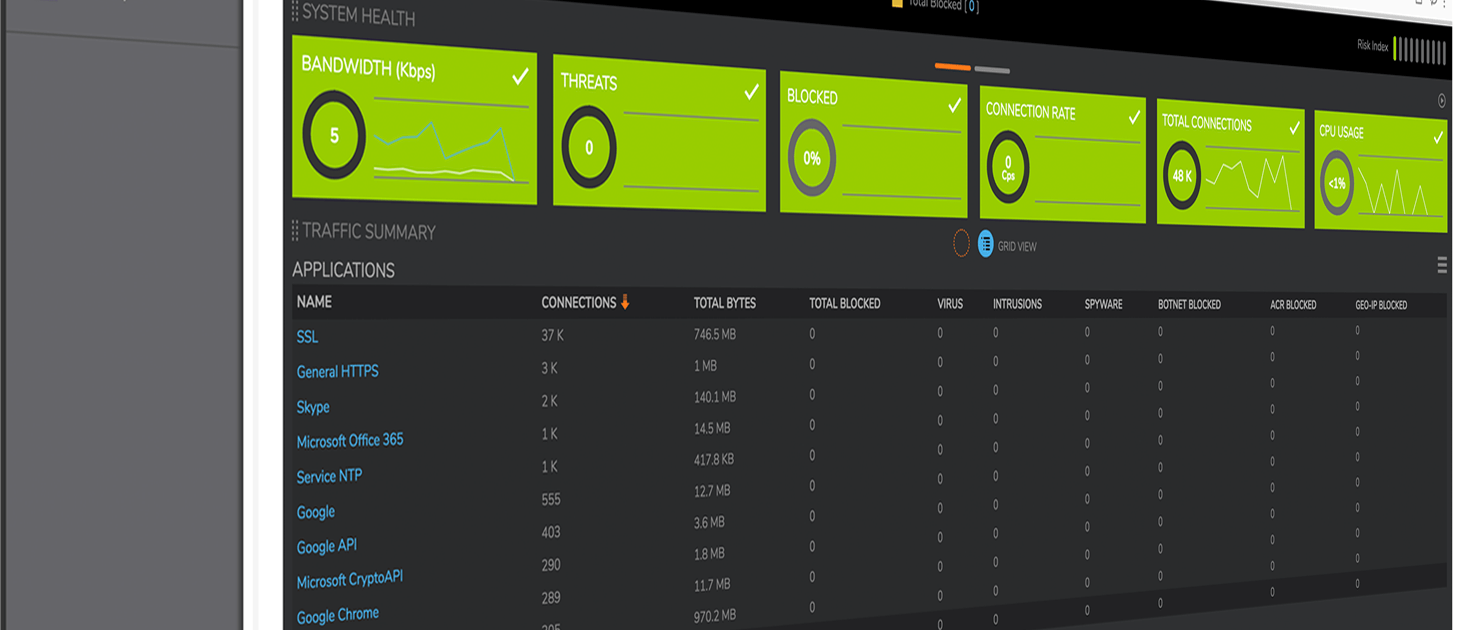 Total Blocked [ 0 ]
SYSTEM HEALTH
Risk Index
BANDWIDTH (Kbps)
5
THREATS
0
BLOCKED
0%
CONNECTION RATE
0
Cps
TOTAL CONNECTIONS
48 K
CPU USAGE
<1%
TRAFFIC SUMMARY
GRID VIEW
APPLICATIONS
NAME CONNECTIONS TOTAL BYTES TOTAL BLOCKED VIRUS INTRUSIONS SPYWARE BOTNET BLOCKED ACR BLOCKED GEO-IP BLOCKED
SSL 37 K 746.5 MB 0 0 0 0 0 0 0
General HTTPS 3 K 1 MB 0 0 0 0 0 0 0
Skype 2 K 140.1 MB 0 0 0 0 0 0 0
Microsoft Office 365 1 K 14.5 MB 0 0 0 0 0 0 0
Service NTP 1 K 417.8 KB 0 0 0 0 0 0 0
Google 555 12.7 MB 0 0 0 0 0 0 0
Google API 403 3.6 MB 0 0 0 0 0 0 0
Microsoft CryptoAPI 290 1.8 MB 0 0 0 0 0 0 0
Google Chrome 289 11.7 MB 0 0 0 0 0 0 0
970.2 MB 0 0 0 0 0 0 0